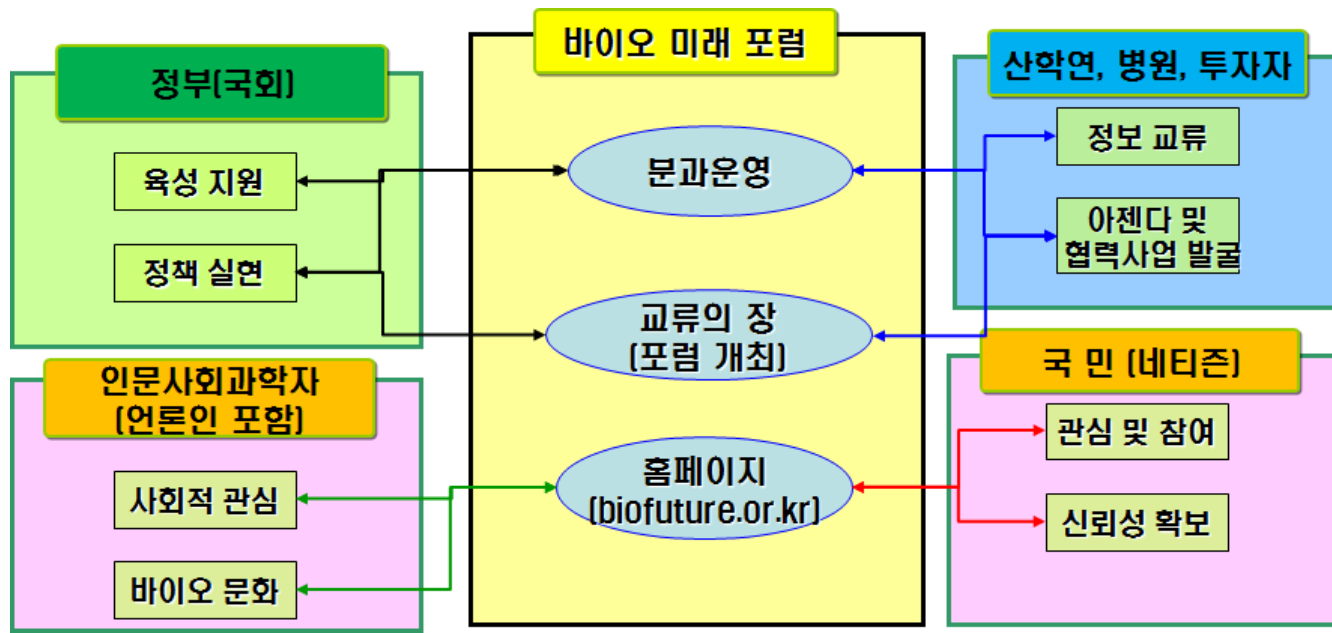 바이오 미래 포럼
정부(국회)
육성 지원
정책 실현
인문사회과학자
(언론인 포함)
사회적 관심
바이오 문화
분과운영
교류의 장
(포럼 개최)
홈페이지
(biofuture.or.kr)
산학연, 병원, 투자자
정보 교류
아젠다 및
협력사업 발굴
국 민 (네티즌)
관심 및 참여
신뢰성 확보